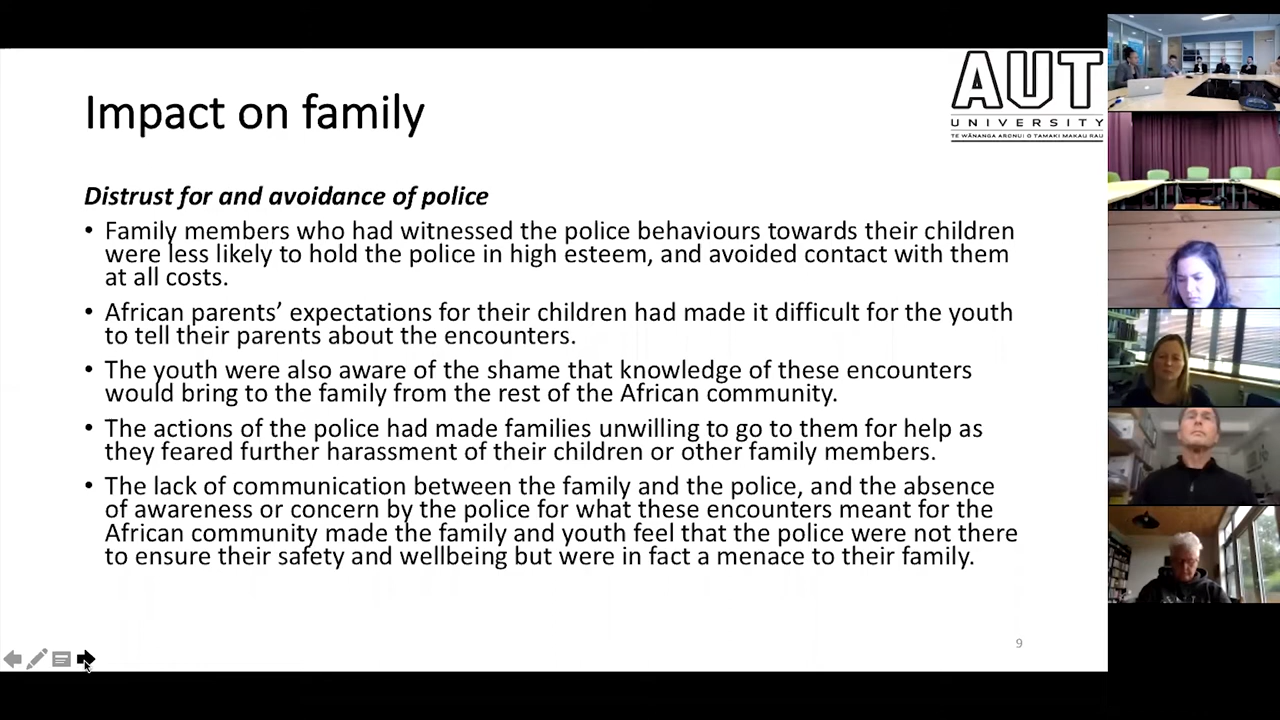 Impact on family
AUT
UNIVERSITY
TE WĀNANGA ARONUI O TAMAKI MAKAU RAU
Distrust for and avoidance of police
• Family members who had witnessed the police behaviours towards their children
were less likely to hold the police in high esteem, and avoided contact with them
at all costs.
• African parents’ expectations for their children had made it difficult for the youth
to tell their parents about the encounters.
• The youth were also aware of the shame that knowledge of these encounters
would bring to the family from the rest of the African community.
• The actions of the police had made families unwilling to go to them for help as
they feared further harassment of their children or other family members.
• The lack of communication between the family and the police, and the absence
of awareness or concern by the police for what these encounters meant for the
African community made the family and youth feel that the police were not there
to ensure their safety and wellbeing but were in fact a menace to their family.
9